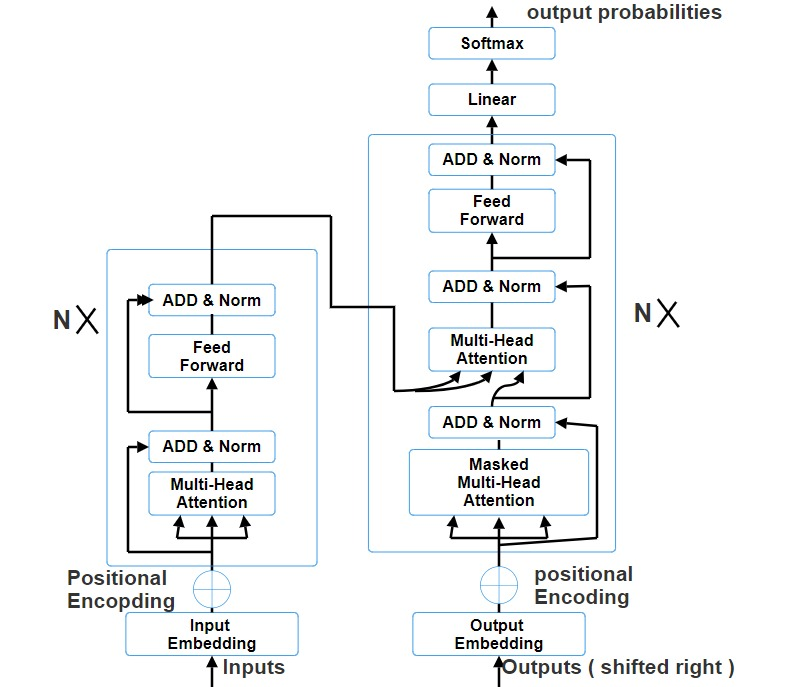 output probabilities
Softmax
Linear
ADD & Norm
Feed
Forward
ADD & Norm
Multi-Head
Attention
ADD & Norm
Masked
Multi-Head
Attention
N X
positional
Encoding
Output
Embedding
Outputs ( shifted right )
N X
ADD & Norm
Feed
Forward
ADD & Norm
Multi-Head
Attention
Positional
Encopding
Input
Embedding
Inputs